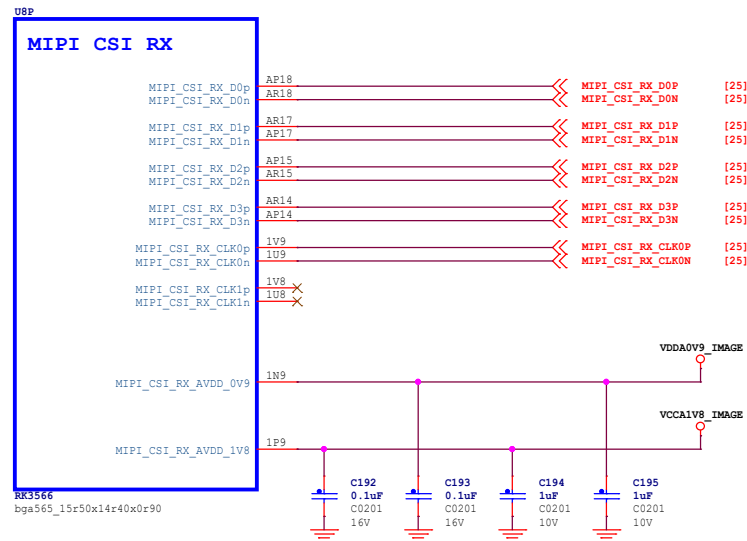 U8P
MIPI CSI RX
MIPI_CSI_RX_D0p AP18 MIPI_CSI_RX_D0P [25]
MIPI_CSI_RX_D0n AR18 MIPI_CSI_RX_D0N [25]
MIPI_CSI_RX_D1p AR17 MIPI_CSI_RX_D1P [25]
MIPI_CSI_RX_D1n AP17 MIPI_CSI_RX_D1N [25]
MIPI_CSI_RX_D2p AP15 MIPI_CSI_RX_D2P [25]
MIPI_CSI_RX_D2n AR15 MIPI_CSI_RX_D2N [25]
MIPI_CSI_RX_D3p AR14 MIPI_CSI_RX_D3P [25]
MIPI_CSI_RX_D3n AP14 MIPI_CSI_RX_D3N [25]
MIPI_CSI_RX_CLK0p 1V9 MIPI_CSI_RX_CLK0P [25]
MIPI_CSI_RX_CLK0n 1U9 MIPI_CSI_RX_CLK0N [25]
MIPI_CSI_RX_CLK1p 1V8
MIPI_CSI_RX_CLK1n 1U8
VDDA0V9_IMAGE
MIPI_CSI_RX_AVDD_0V9 1N9
VCCA1V8_IMAGE
MIPI_CSI_RX_AVDD_1V8 1P9
C192 C193 C194 C195
0.1uF 0.1uF 1uF 1uF
C0201 C0201 C0201 C0201
16V 16V 10V 10V
RK3566
bga565_15r50x14r40x0r90